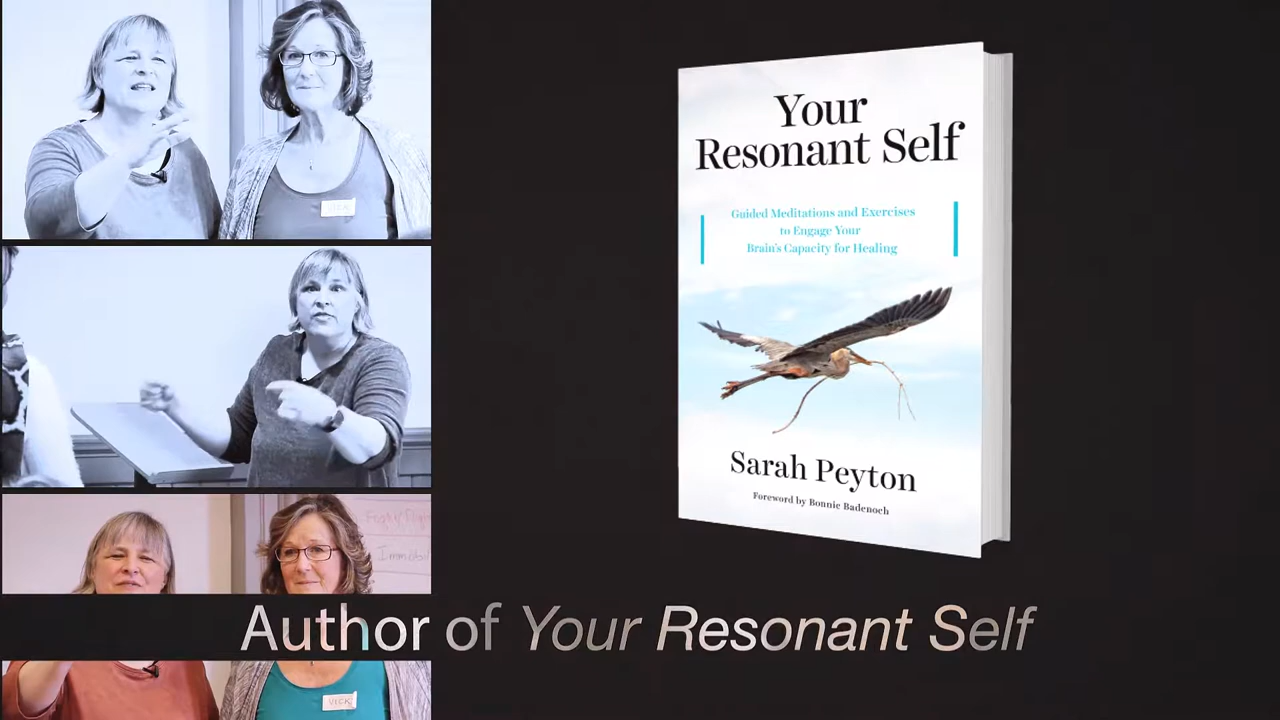 Your
Resonant Self
Guided Meditations and Exercises
to Engage Your
Brain's Capacity for Healing
Sarah Peyton
Foreword by Bonnie Badenoch
Author of Your Resonant Self
VICK